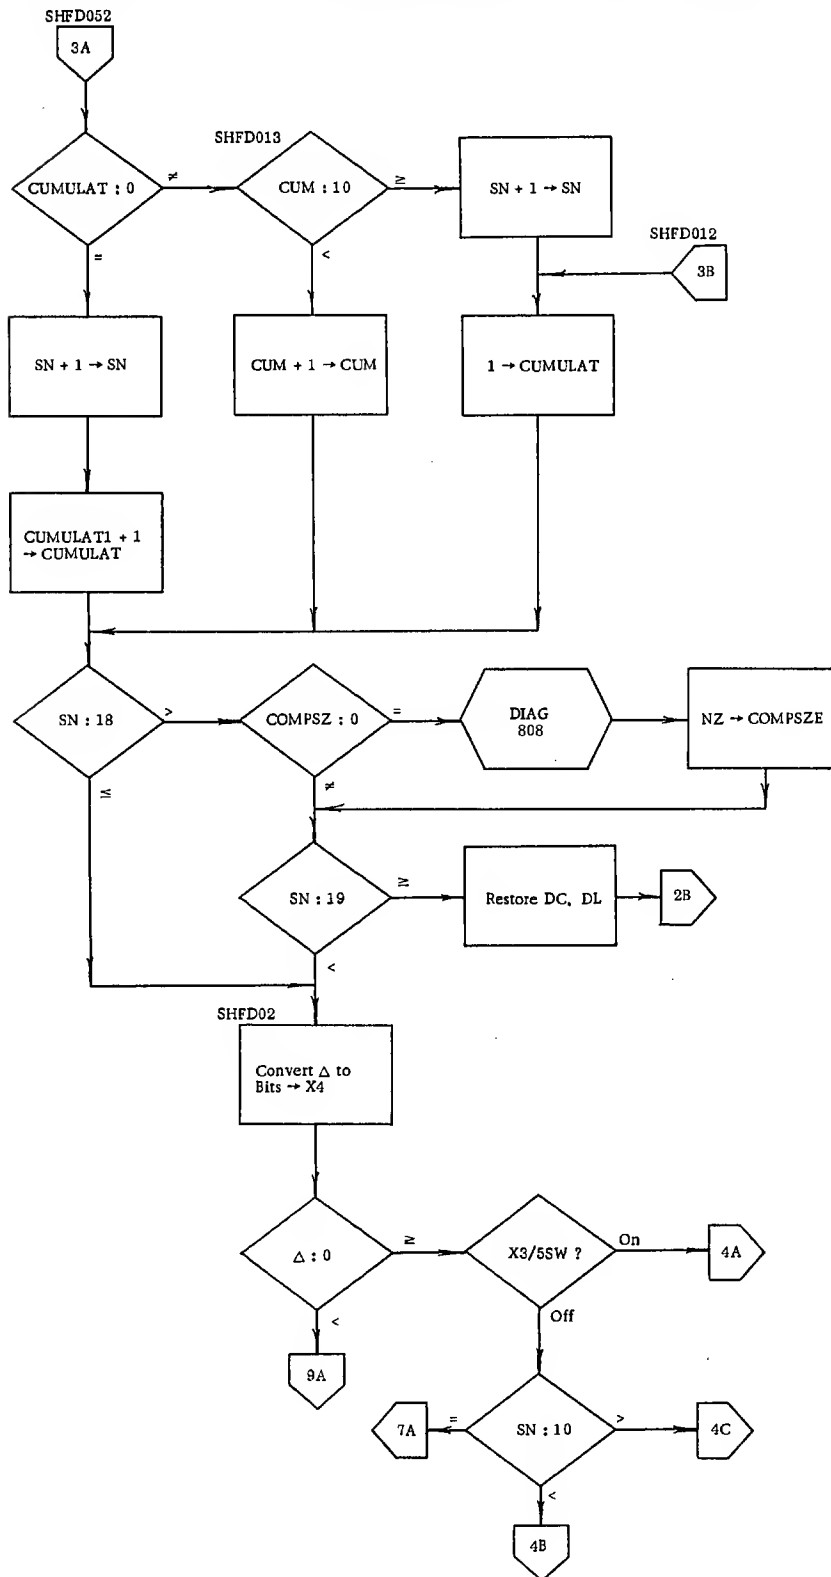 SHFD052
3A
SHFD013
CUMULAT : 0
≠
CUM : 10
≥
SN + 1 → SN
=
<
SHFD012
3B
SN + 1 → SN
CUM + 1 → CUM
1 → CUMULAT
CUMULAT1 + 1
→ CUMULAT
SN : 18
>
COMPSZ : 0
=
DIAG
808
NZ → COMPSZE
≤
≠
SN : 19
≥
Restore DC, DL
2B
<
SHFD02
Convert △ to
Bits → X4
△ : 0
≥
X3/5SW ?
On
4A
<
Off
9A
7A
=
SN : 10
>
4C
<
4B